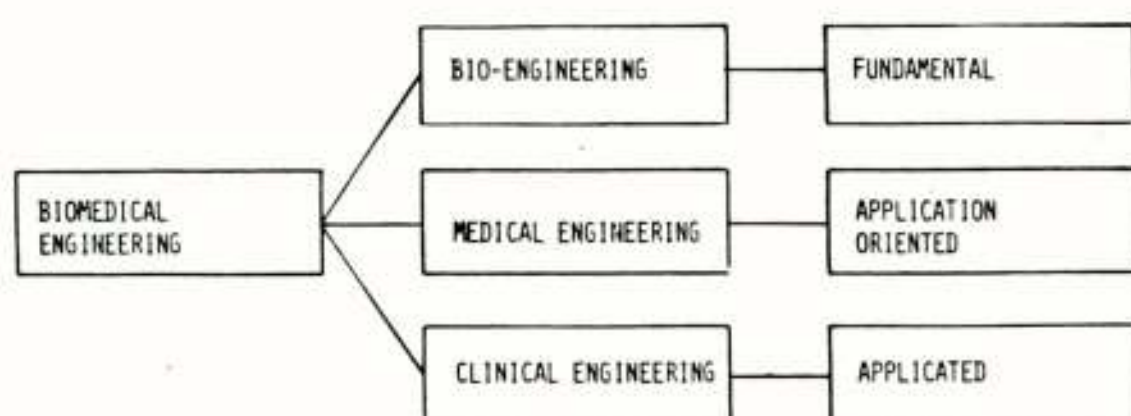 BIO-ENGINEERING
FUNDAMENTAL
BIOMEDICAL
ENGINEERING
MEDICAL ENGINEERING
APPLICATION
ORIENTED
CLINICAL ENGINEERING
APPLICATED